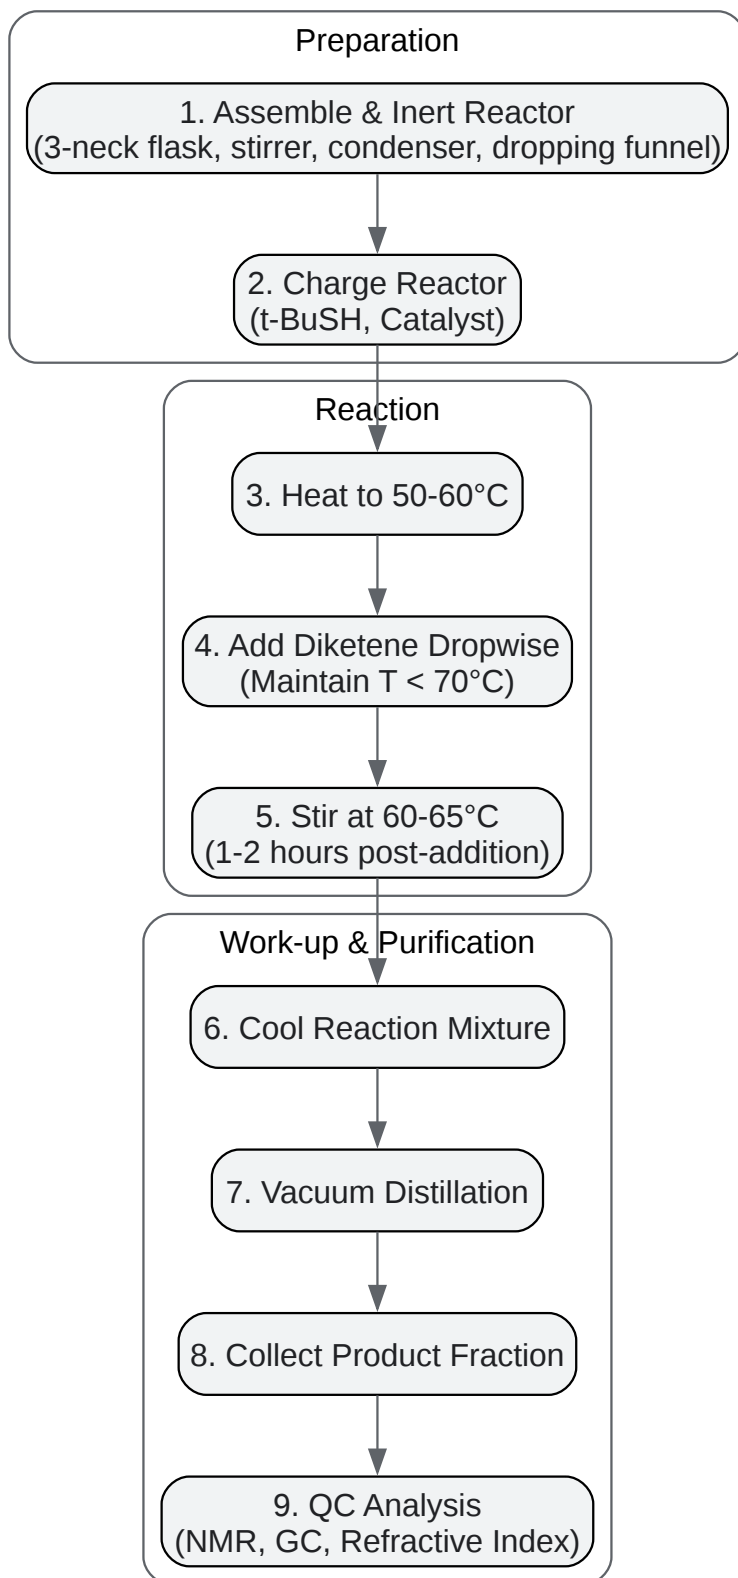 Preparation
1. Assemble & Inert Reactor
(3-neck flask, stirrer, condenser, dropping funnel)
2. Charge Reactor
(t-BuSH, Catalyst)
Reaction
3. Heat to 50-60°C
4. Add Diketene Dropwise
(Maintain T < 70°C)
5. Stir at 60-65°C
(1-2 hours post-addition)
Work-up & Purification
6. Cool Reaction Mixture
7. Vacuum Distillation
8. Collect Product Fraction
9. QC Analysis
(NMR, GC, Refractive Index)